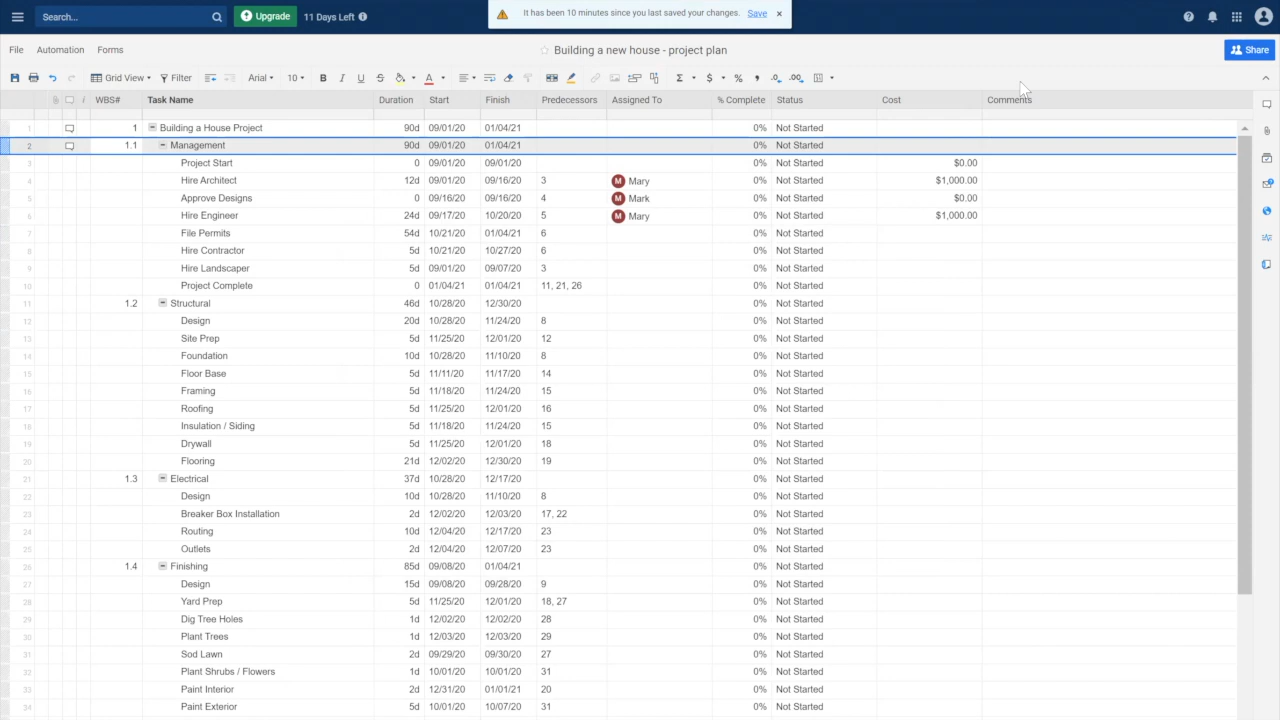 Search...
Upgrade
11 Days Left
It has been 10 minutes since you last saved your changes. Save ×
File Automation Forms
Building a new house - project plan
Share
Grid View Filter Arial 10 B I U S A Σ $ % , .0 .00
WBS# Task Name Duration Start Finish Predecessors Assigned To % Complete Status Cost Comments
1 1 Building a House Project 90d 09/01/20 01/04/21 0% Not Started
2 1.1 Management 90d 09/01/20 01/04/21 0% Not Started
3 Project Start 0 09/01/20 09/01/20 0% Not Started $0.00
4 Hire Architect 12d 09/01/20 09/16/20 3 M Mary 0% Not Started $1,000.00
5 Approve Designs 0 09/16/20 09/16/20 4 M Mark 0% Not Started $0.00
6 Hire Engineer 24d 09/17/20 10/20/20 5 M Mary 0% Not Started $1,000.00
7 File Permits 54d 10/21/20 01/04/21 6 0% Not Started
8 Hire Contractor 5d 10/21/20 10/27/20 6 0% Not Started
9 Hire Landscaper 5d 09/01/20 09/07/20 3 0% Not Started
10 Project Complete 0 01/04/21 01/04/21 11, 21, 26 0% Not Started
11 1.2 Structural 46d 10/28/20 12/30/20 0% Not Started
12 Design 20d 10/28/20 11/24/20 8 0% Not Started
13 Site Prep 5d 11/25/20 12/01/20 12 0% Not Started
14 Foundation 10d 10/28/20 11/10/20 8 0% Not Started
15 Floor Base 5d 11/11/20 11/17/20 14 0% Not Started
16 Framing 5d 11/18/20 11/24/20 15 0% Not Started
17 Roofing 5d 11/25/20 12/01/20 16 0% Not Started
18 Insulation / Siding 5d 11/18/20 11/24/20 15 0% Not Started
19 Drywall 5d 11/25/20 12/01/20 18 0% Not Started
20 Flooring 21d 12/02/20 12/30/20 19 0% Not Started
21 1.3 Electrical 37d 10/28/20 12/17/20 0% Not Started
22 Design 10d 10/28/20 11/10/20 8 0% Not Started
23 Breaker Box Installation 2d 12/02/20 12/03/20 17, 22 0% Not Started
24 Routing 10d 12/04/20 12/17/20 23 0% Not Started
25 Outlets 2d 12/04/20 12/07/20 23 0% Not Started
26 1.4 Finishing 85d 09/08/20 01/04/21 0% Not Started
27 Design 15d 09/08/20 09/28/20 9 0% Not Started
28 Yard Prep 5d 11/25/20 12/01/20 18, 27 0% Not Started
29 Dig Tree Holes 1d 12/02/20 12/02/20 28 0% Not Started
30 Plant Trees 1d 12/03/20 12/03/20 29 0% Not Started
31 Sod Lawn 2d 09/29/20 09/30/20 27 0% Not Started
32 Plant Shrubs / Flowers 1d 10/01/20 10/01/20 31 0% Not Started
33 Paint Interior 2d 12/31/20 01/01/21 20 0% Not Started
34 Paint Exterior 5d 10/01/20 10/07/20 31 0% Not Started